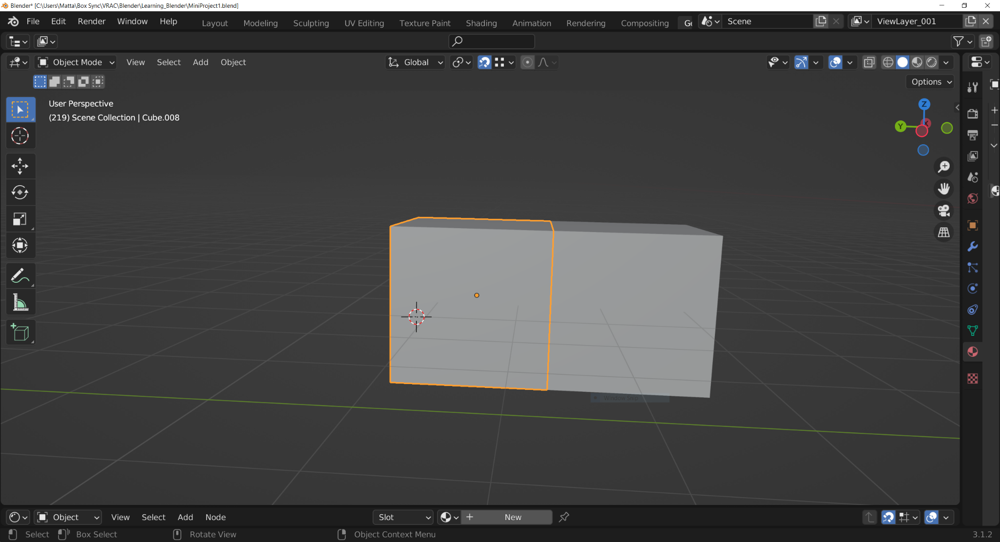 Blender* [C:\Users\Matta\Box Sync\VRAC\Blender\Learning_Blender\MiniProject1.blend]
File Edit Render Window Help Layout Modeling Sculpting UV Editing Texture Paint Shading Animation Rendering Compositing Ge Scene ViewLayer_001
Object Mode View Select Add Object Global
Options
User Perspective
(219) Scene Collection | Cube.008
Z
Y X
Window Snip
Object View Select Add Node Slot New
Select Box Select Rotate View Object Context Menu 3.1.2